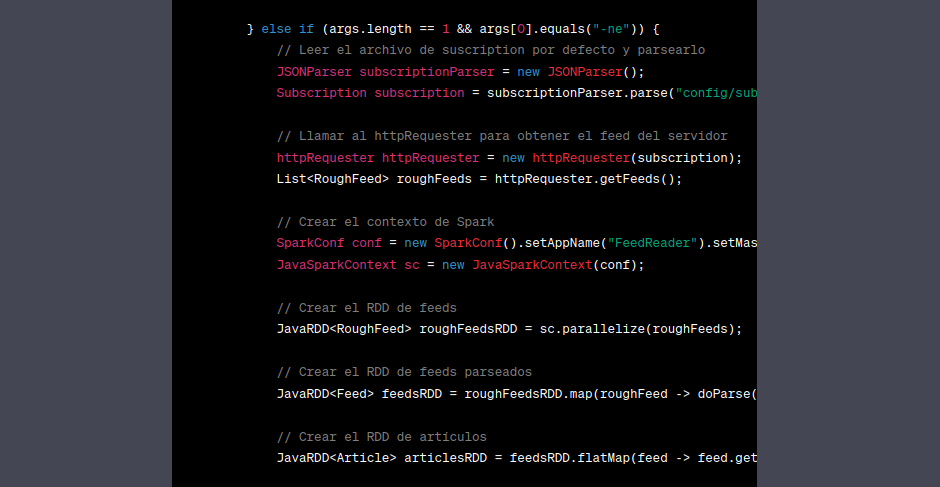 } else if (args.length == 1 && args[0].equals("-ne")) {
// Leer el archivo de suscription por defecto y parsearlo
JSONParser subscriptionParser = new JSONParser();
Subscription subscription = subscriptionParser.parse("config/sub
// Llamar al httpRequester para obtener el feed del servidor
httpRequester httpRequester = new httpRequester(subscription);
List<RoughFeed> roughFeeds = httpRequester.getFeeds();
// Crear el contexto de Spark
SparkConf conf = new SparkConf().setAppName("FeedReader").setMas
JavaSparkContext sc = new JavaSparkContext(conf);
// Crear el RDD de feeds
JavaRDD<RoughFeed> roughFeedsRDD = sc.parallelize(roughFeeds);
// Crear el RDD de feeds parseados
JavaRDD<Feed> feedsRDD = roughFeedsRDD.map(roughFeed -> doParse(
// Crear el RDD de artículos
JavaRDD<Article> articlesRDD = feedsRDD.flatMap(feed -> feed.get